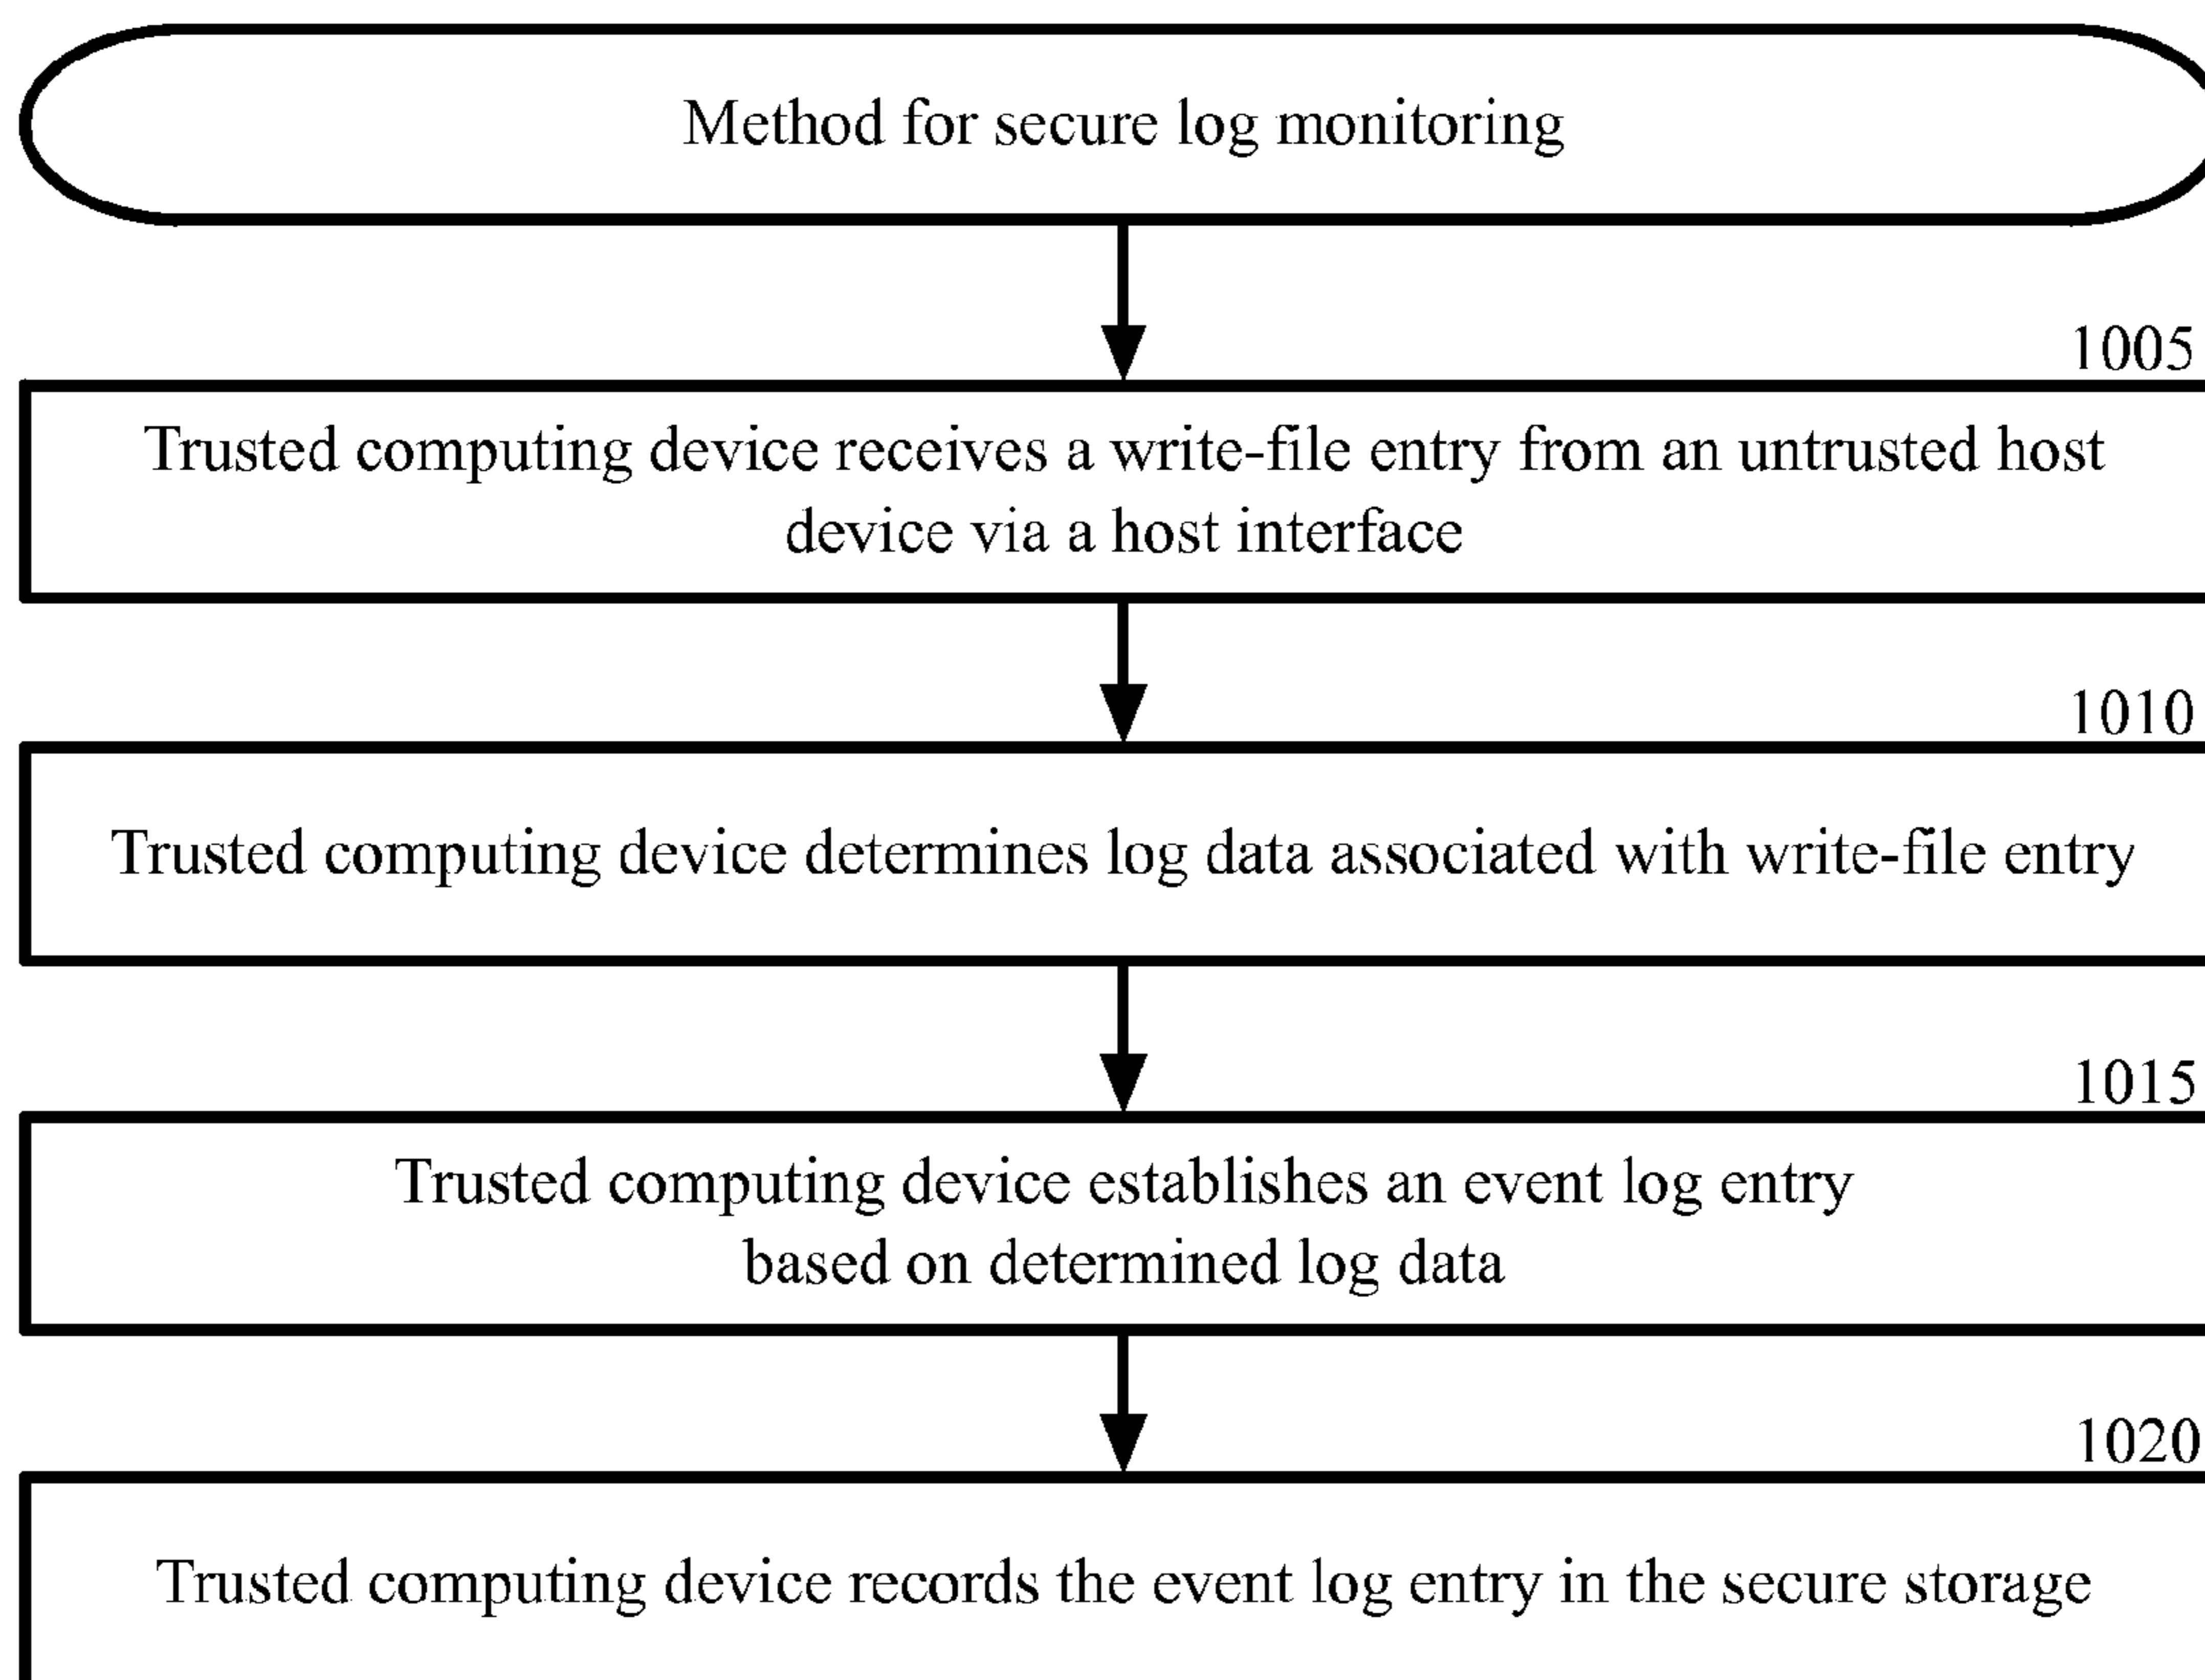 Method for secure log monitoring
1005
Trusted computing device receives a write-file entry from an untrusted host
device via a host interface
1010
Trusted computing device determines log data associated with write-file entry
1015
Trusted computing device establishes an event log entry
based on determined log data
1020
Trusted computing device records the event log entry in the secure storage